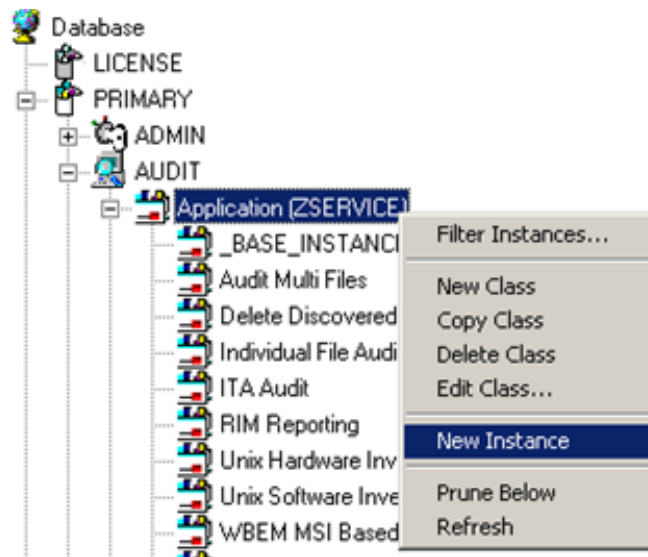 Database
LICENSE
PRIMARY
ADMIN
AUDIT
Application (ZSERVICE)
_BASE_INSTANC
Audit Multi Files
Delete Discovered
Individual File Audi
ITA Audit
RIM Reporting
Unix Hardware Inv
Unix Software Inve
WBEM MSI Based
Filter Instances...
New Class
Copy Class
Delete Class
Edit Class...
New Instance
Prune Below
Refresh